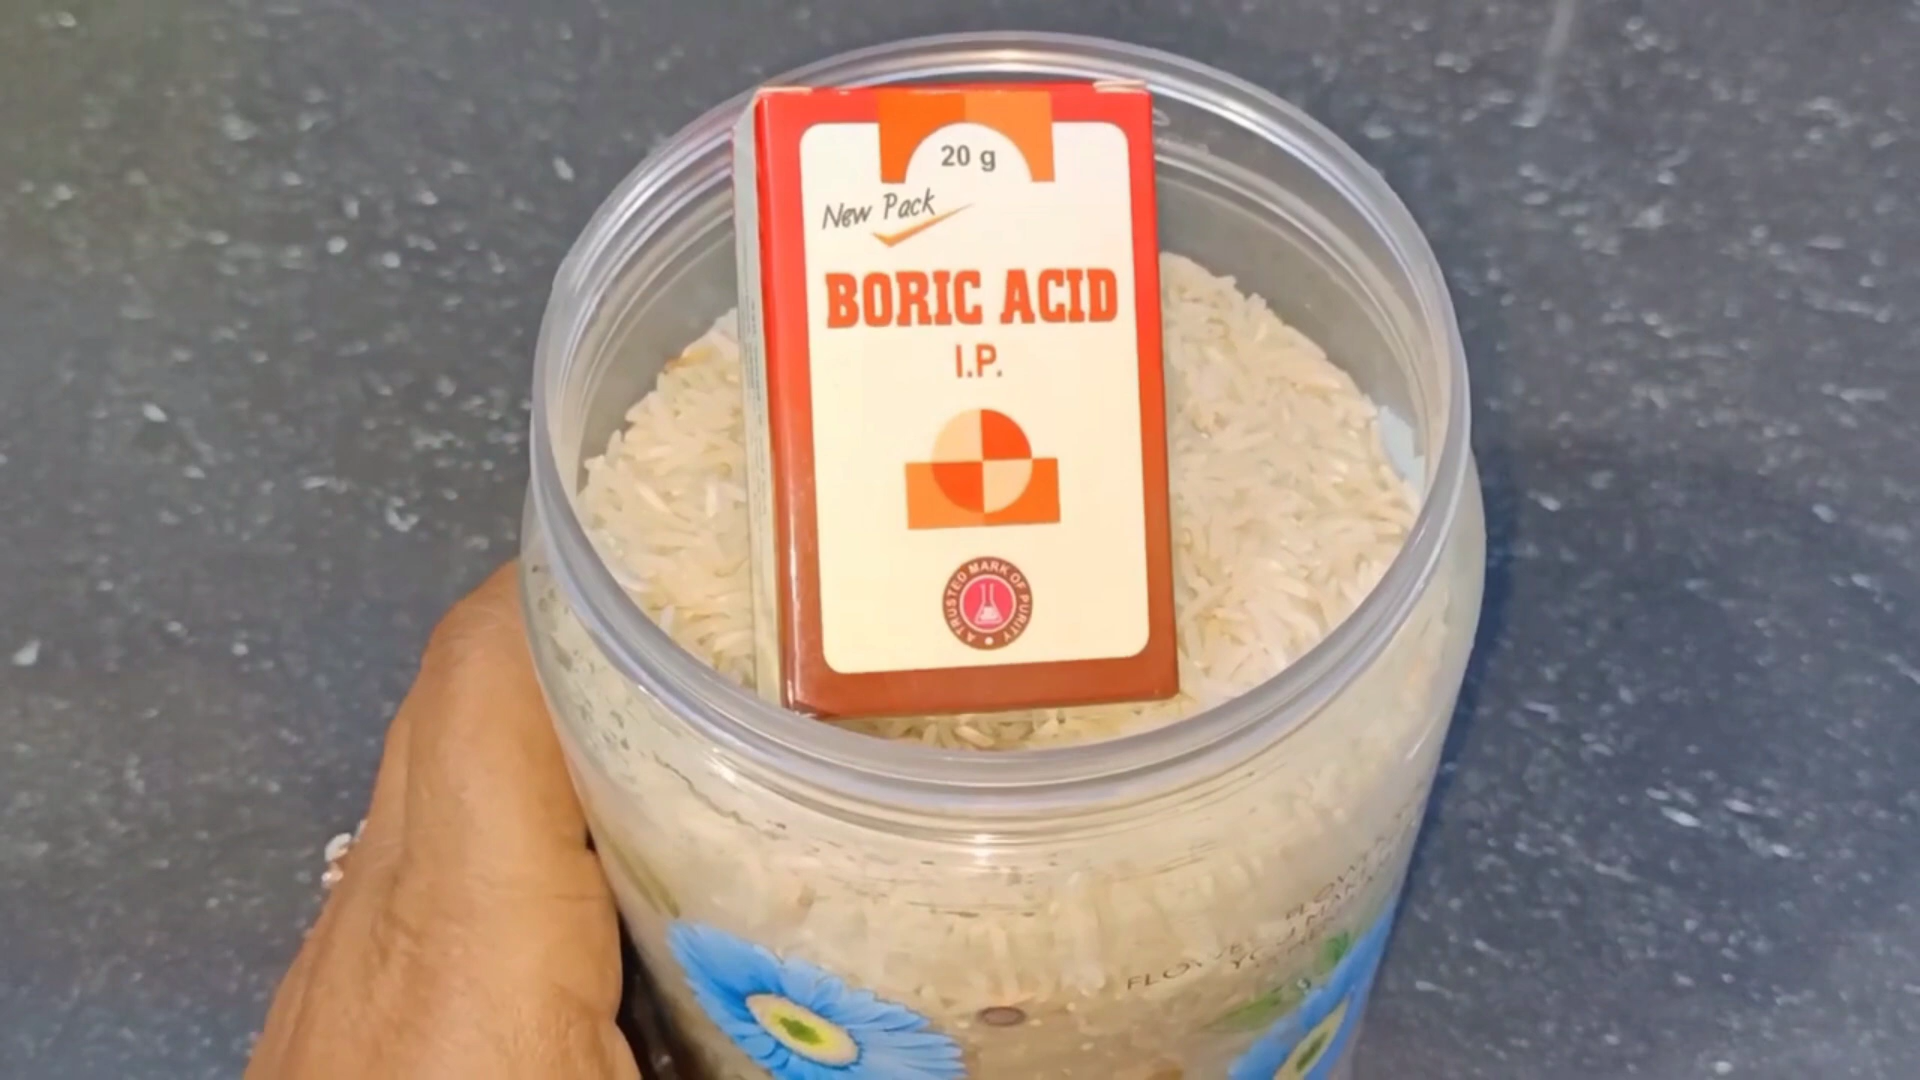 20 g
New Pack
BORIC ACID
I.P.
A TRUSTED MARK OF PURITY